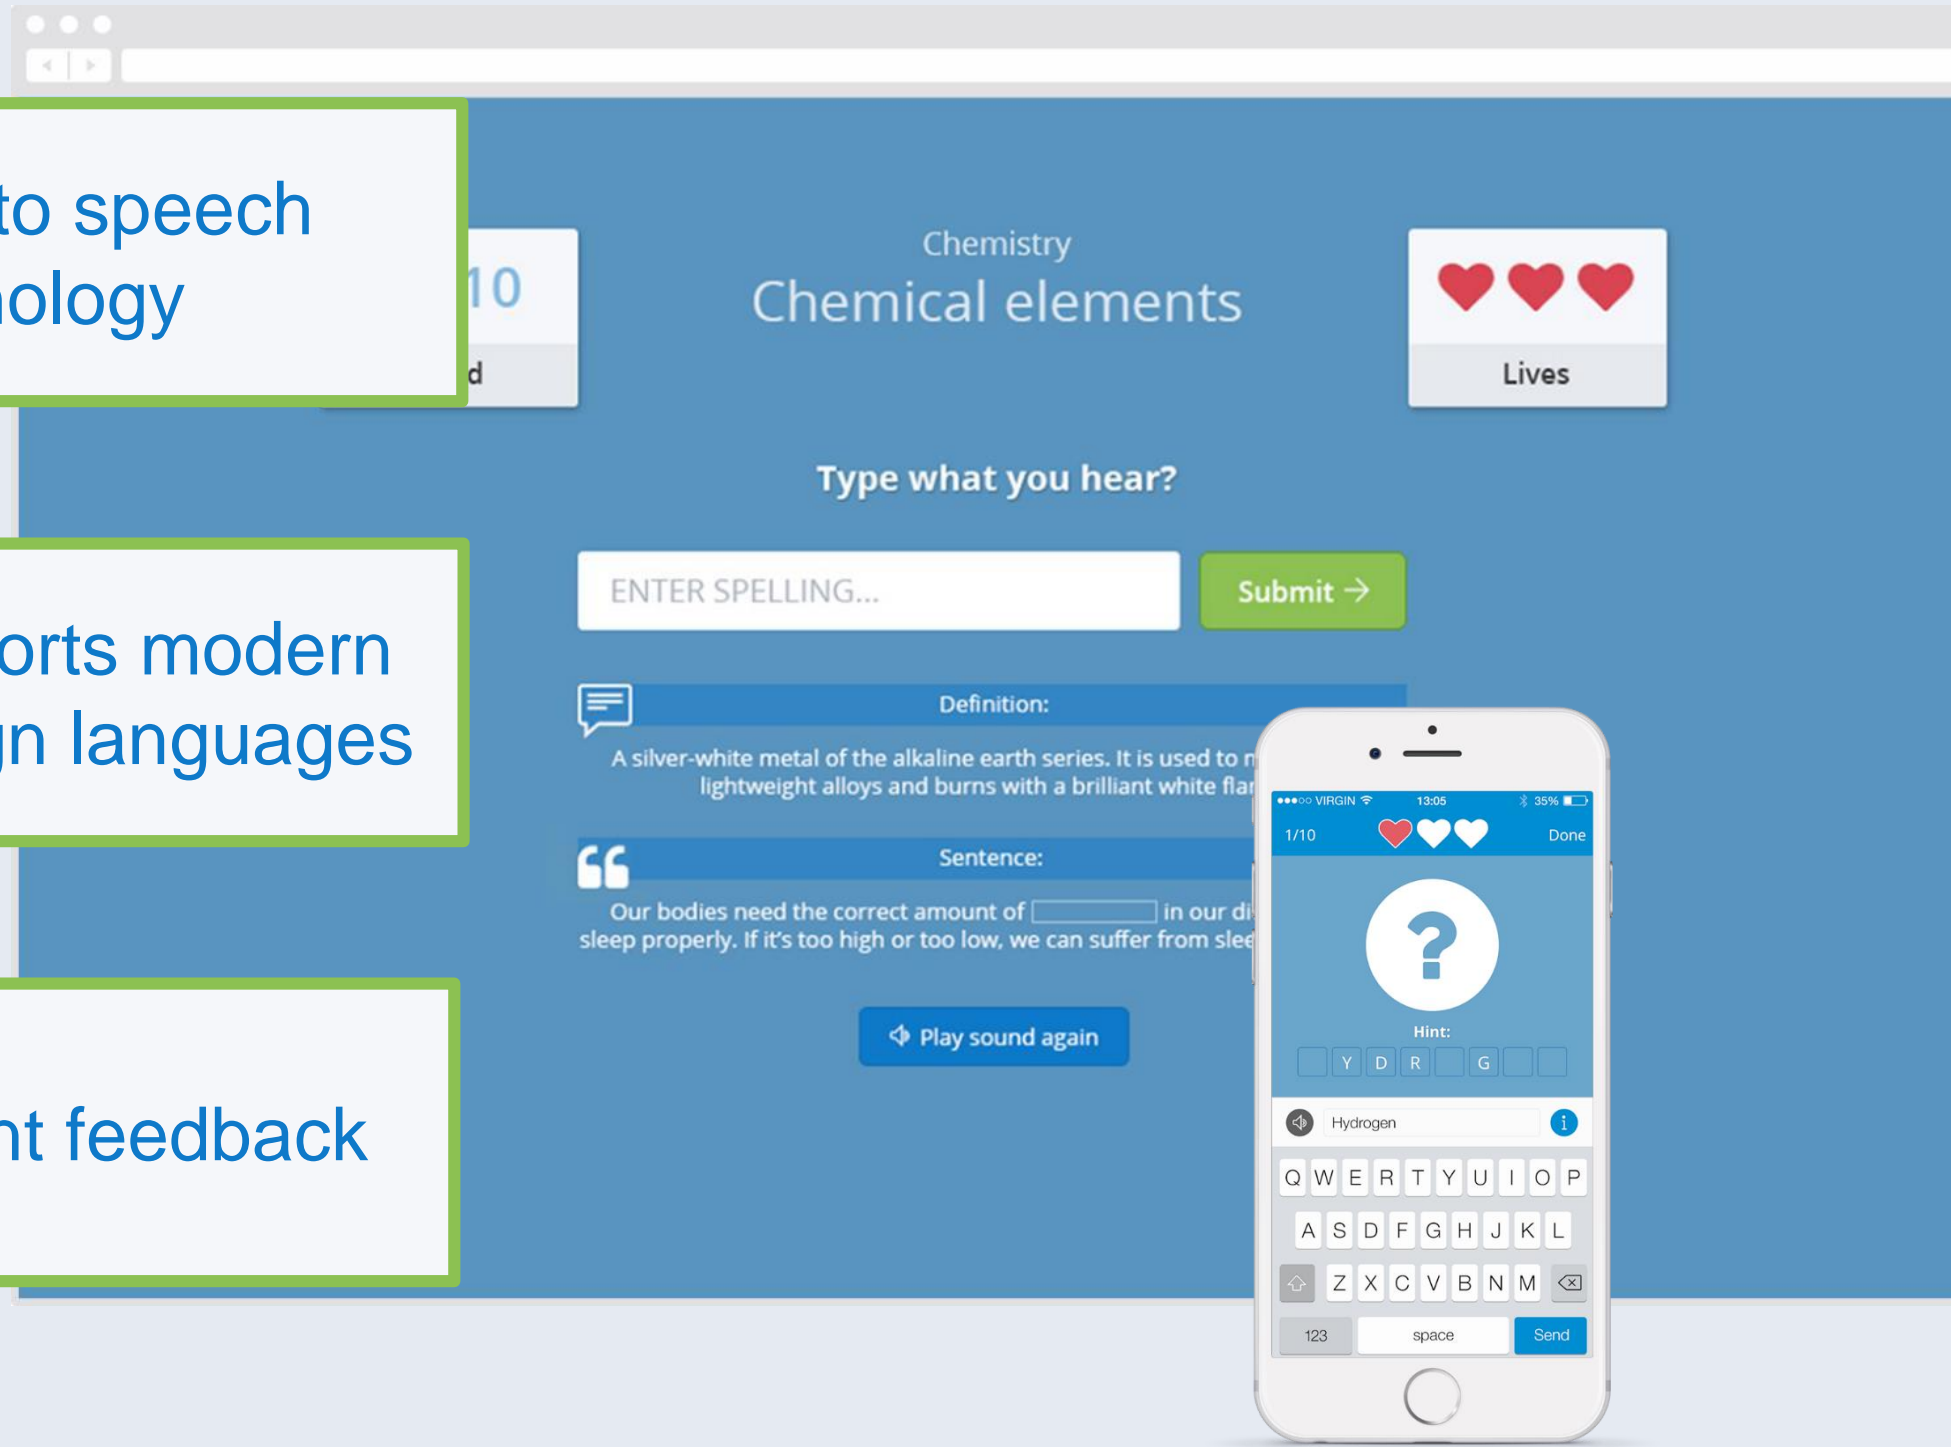 to speech
nology
10
d
Chemistry
Chemical elements
Lives
Type what you hear?
ENTER SPELLING...
Submit →
orts modern
gn languages
Definition:
A silver-white metal of the alkaline earth series. It is used to
lightweight alloys and burns with a brilliant white
Sentence:
Our bodies need the correct amount of in our
sleep properly. If it's too high or too low, we can suffer from
Play sound again
nt feedback
VIRGIN 13:05 35%
1/10 Done
?
Hint:
Y D R G
Hydrogen
i
Q W E R T Y U I O P
A S D F G H J K L
Z X C V B N M
123 space Send